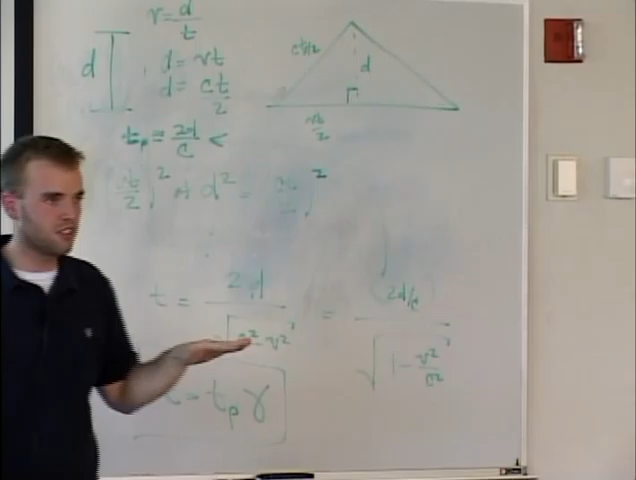 v = d/t
d
d = vt
d = ct/2
ct/2
d
vt/2
t_p = 2d/c <
(vt/2)² + d² = (ct/2)²
t = 2d/√(c² - v²) = (2d/c)/√(1 - v²/c²)
t = t_p γ